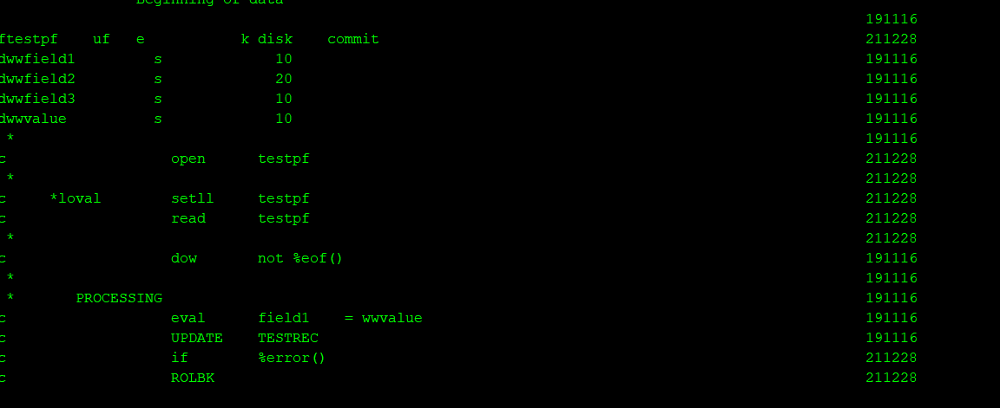 Beginning of data
191116
ftestpf    uf   e           k disk    commit 211228
dwwfield1         s             10 191116
dwwfield2         s             20 191116
dwwfield3         s             10 191116
dwwvalue          s             10 191116
* 191116
c                   open      testpf 211228
* 211228
c     *loval        setll     testpf 211228
c                   read      testpf 211228
* 211228
c                   dow       not %eof() 191116
* 191116
*       PROCESSING 191116
c                   eval      field1    = wwvalue 191116
c                   UPDATE    TESTREC 191116
c                   if        %error() 211228
c                   ROLBK 211228